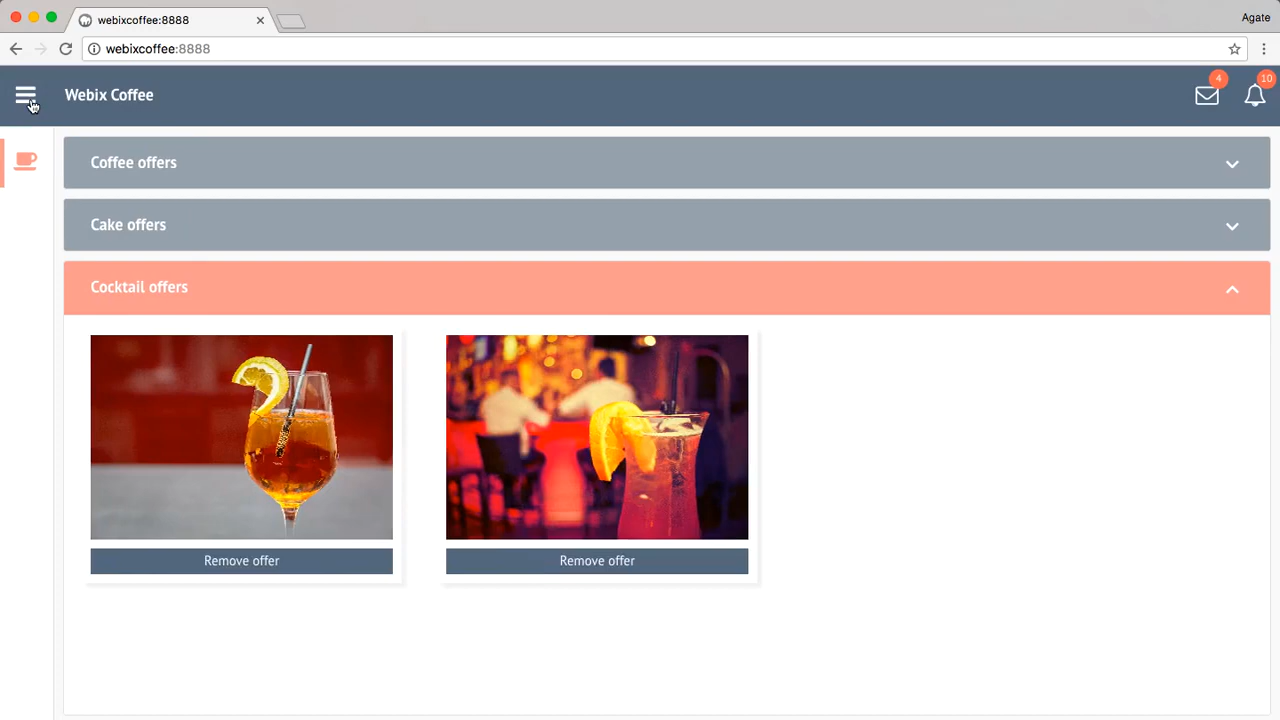 webixcoffee:8888
Agate
webixcoffee:8888
Webix Coffee
4
10
Coffee offers
Cake offers
Cocktail offers
Remove offer
Remove offer